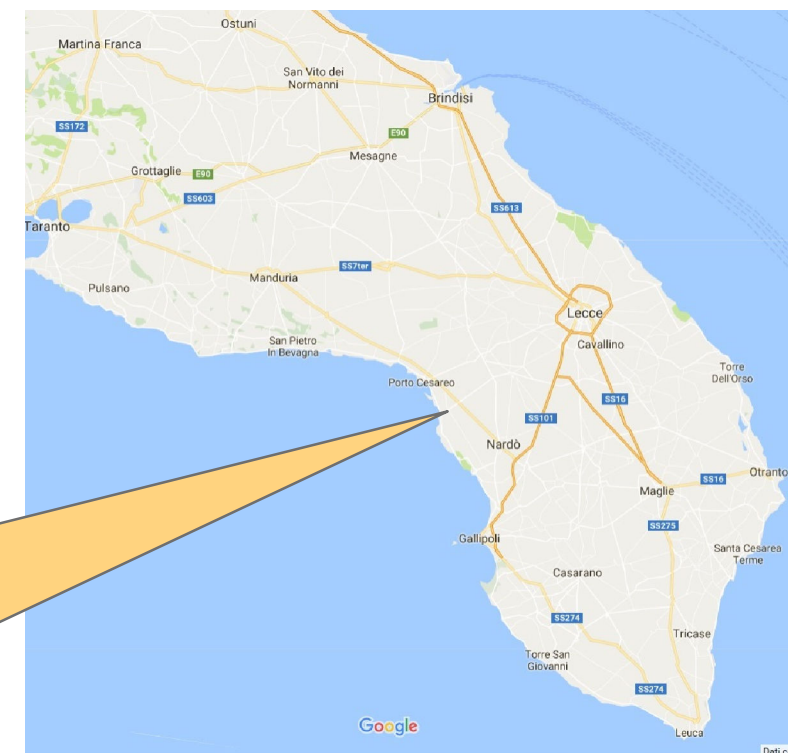 Ostuni
Martina Franca
San Vito dei
Normanni
Brindisi
SS172
E90
Mesagne
Grottaglie
E90
SS603
SS613
Taranto
SS7ter
Manduria
Pulsano
Lecce
San Pietro
In Bevagna
Cavallino
Torre
Dell'Orso
Porto Cesareo
SS16
SS101
Nardò
Otranto
SS16
Maglie
SS275
Gallipoli
Santa Cesarea
Terme
Casarano
SS274
Tricase
Torre San
Giovanni
SS274
Google
Leuca
Dati c